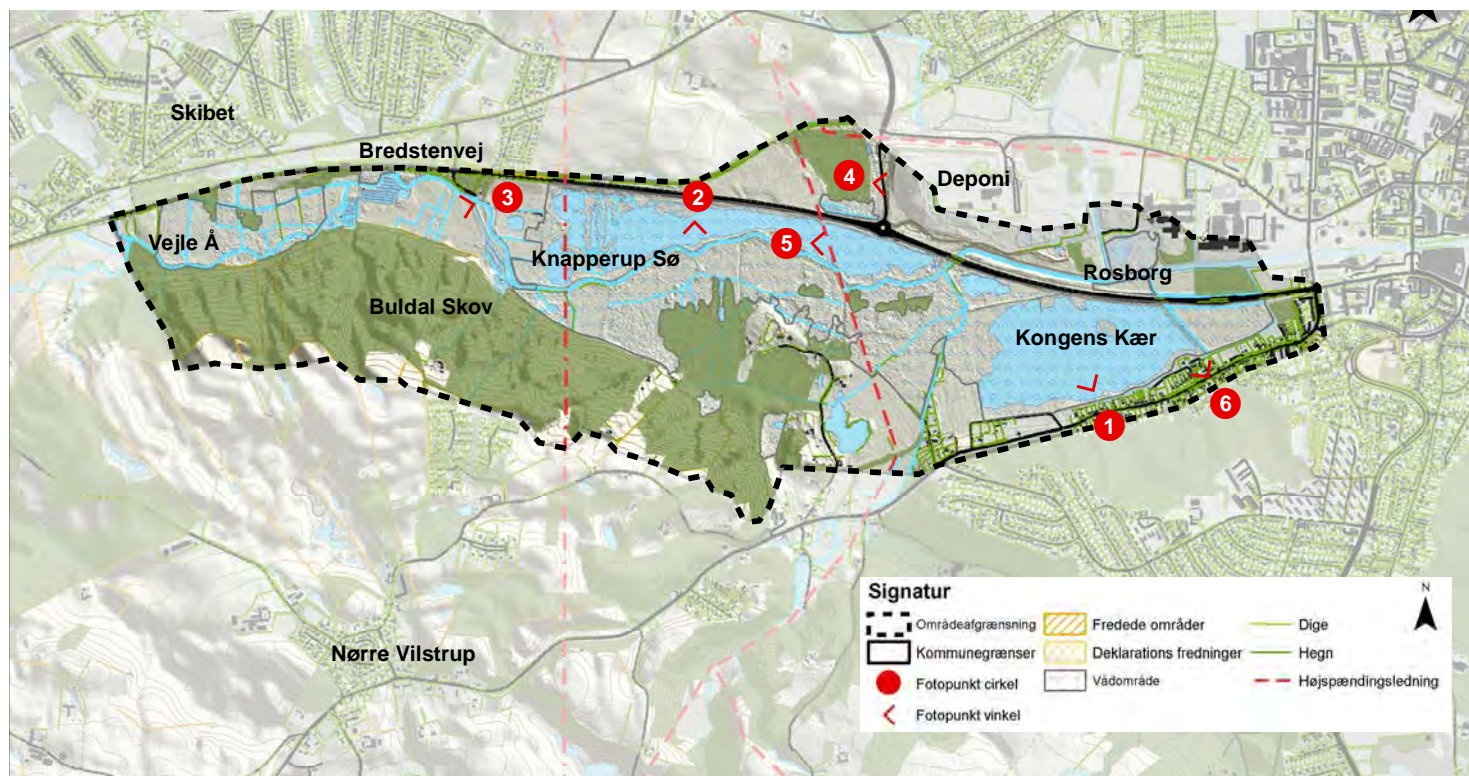 Skibet
Bredstenvej
4
Deponi
3
2
Vejle Å
5
Knapperup Sø
Rosborg
Buldal Skov
Kongens Kær
6
1
Nørre Vilstrup
Signatur
N
Områdeafgrænsning
Fredede områder
Dige
Kommunegrænser
Deklarations fredninger
Hegn
Fotopunkt cirkel
Vådområde
Højspændingsledning
Fotopunkt vinkel